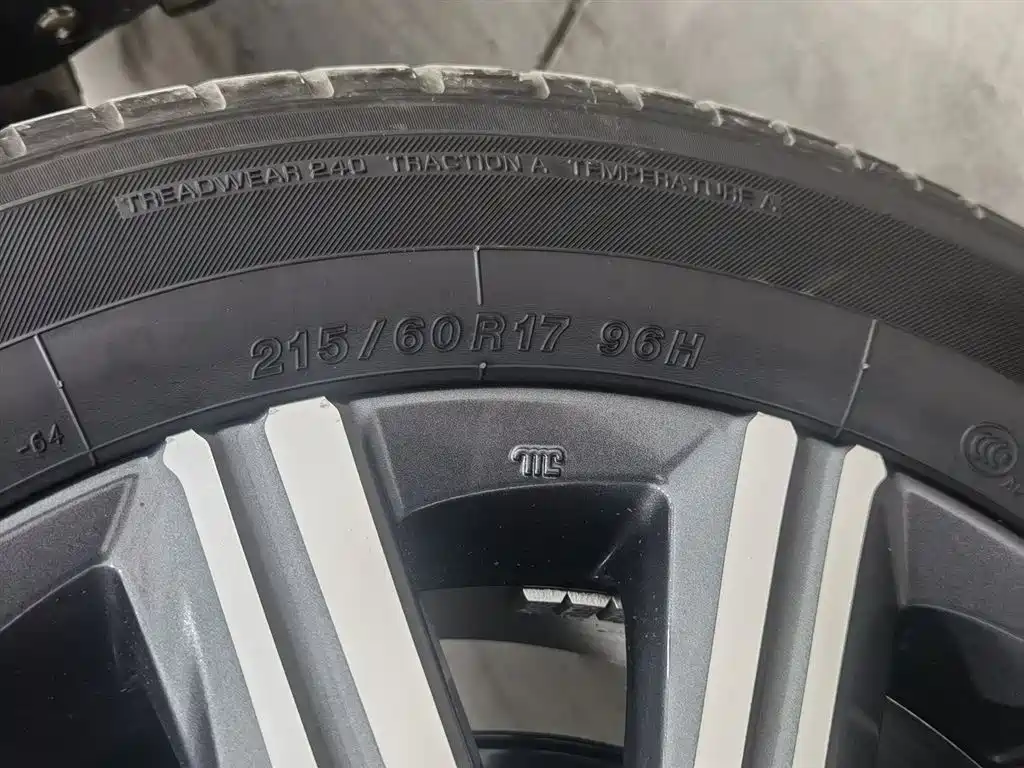 TREADWEAR 240 TRACTION A TEMPERATURE A
215/60R17 96H
-64